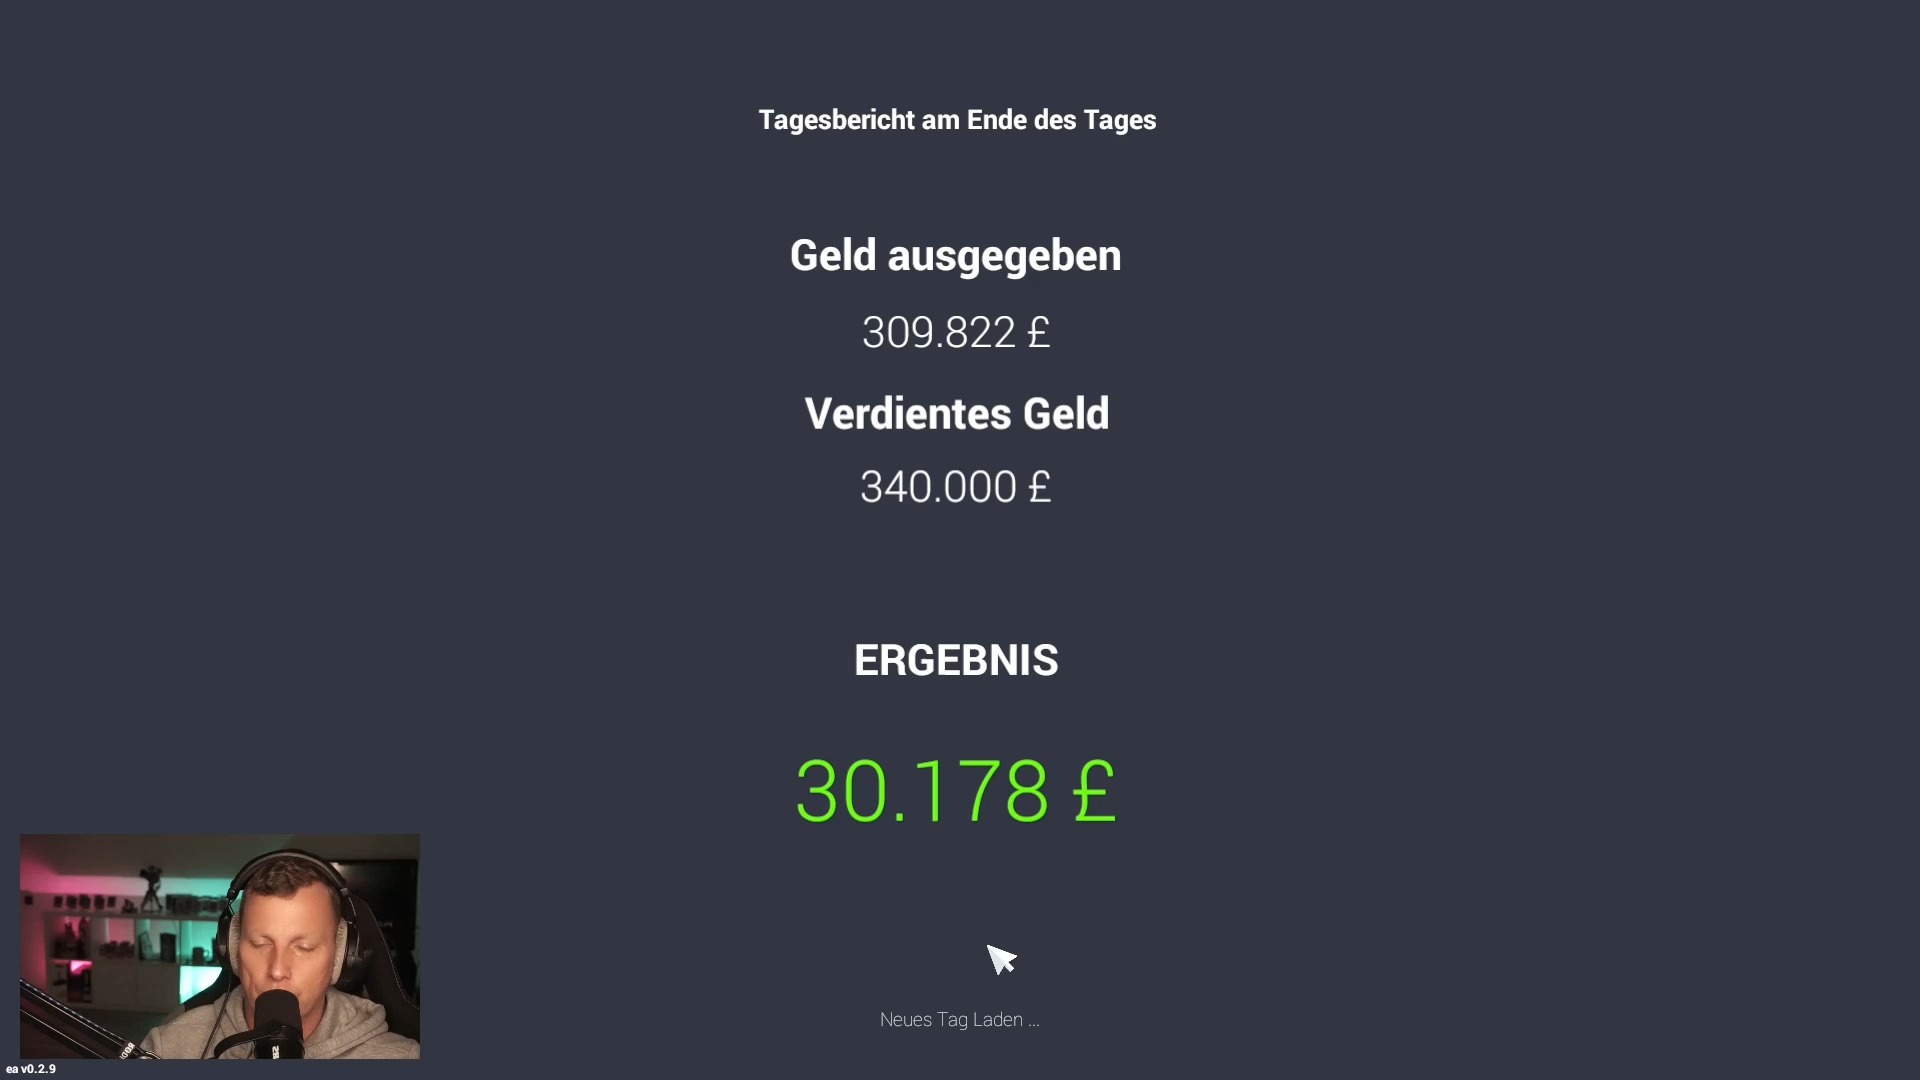 Tagesbericht am Ende des Tages
Geld ausgegeben
309.822 £
Verdientes Geld
340.000 £
ERGEBNIS
30.178 £
Neues Tag Laden ...
ea v0.2.9